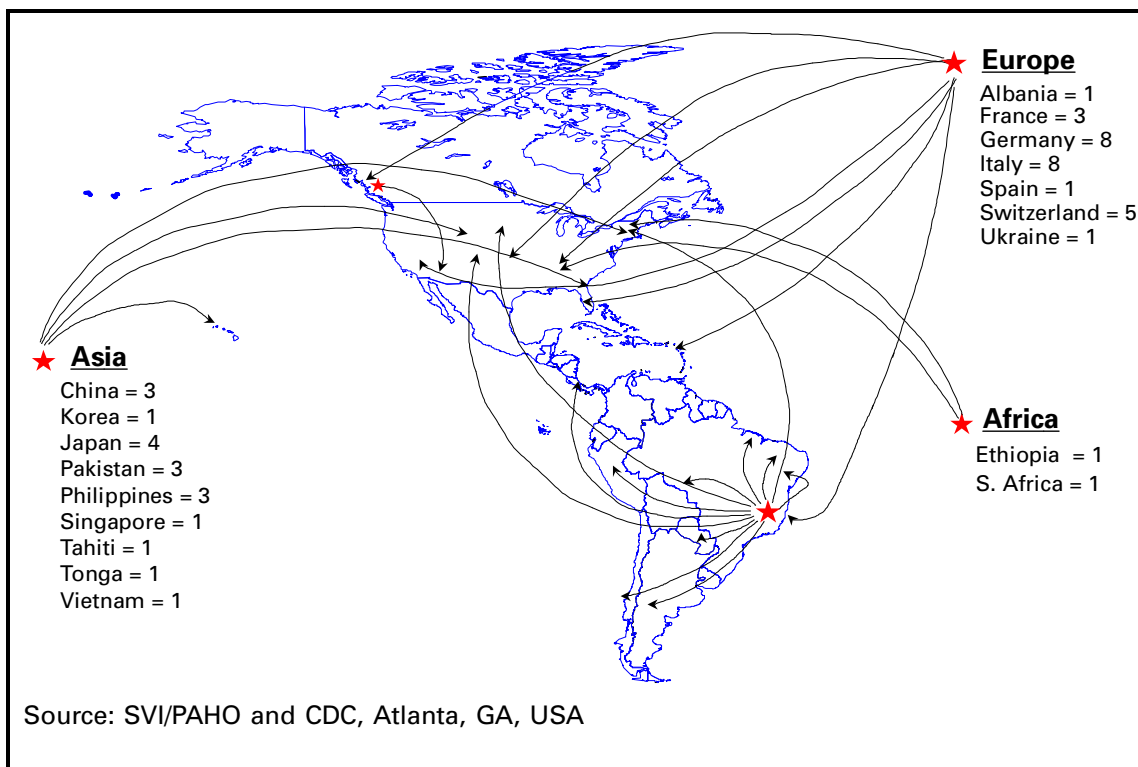 Europe
Albania = 1
France = 3
Germany = 8
Italy = 8
Spain = 1
Switzerland = 5
Ukraine = 1
Asia
China = 3
Korea = 1
Japan = 4
Pakistan = 3
Philippines = 3
Singapore = 1
Tahiti = 1
Tonga = 1
Vietnam = 1
Africa
Ethiopia = 1
S. Africa = 1
Source: SVI/PAHO and CDC, Atlanta, GA, USA